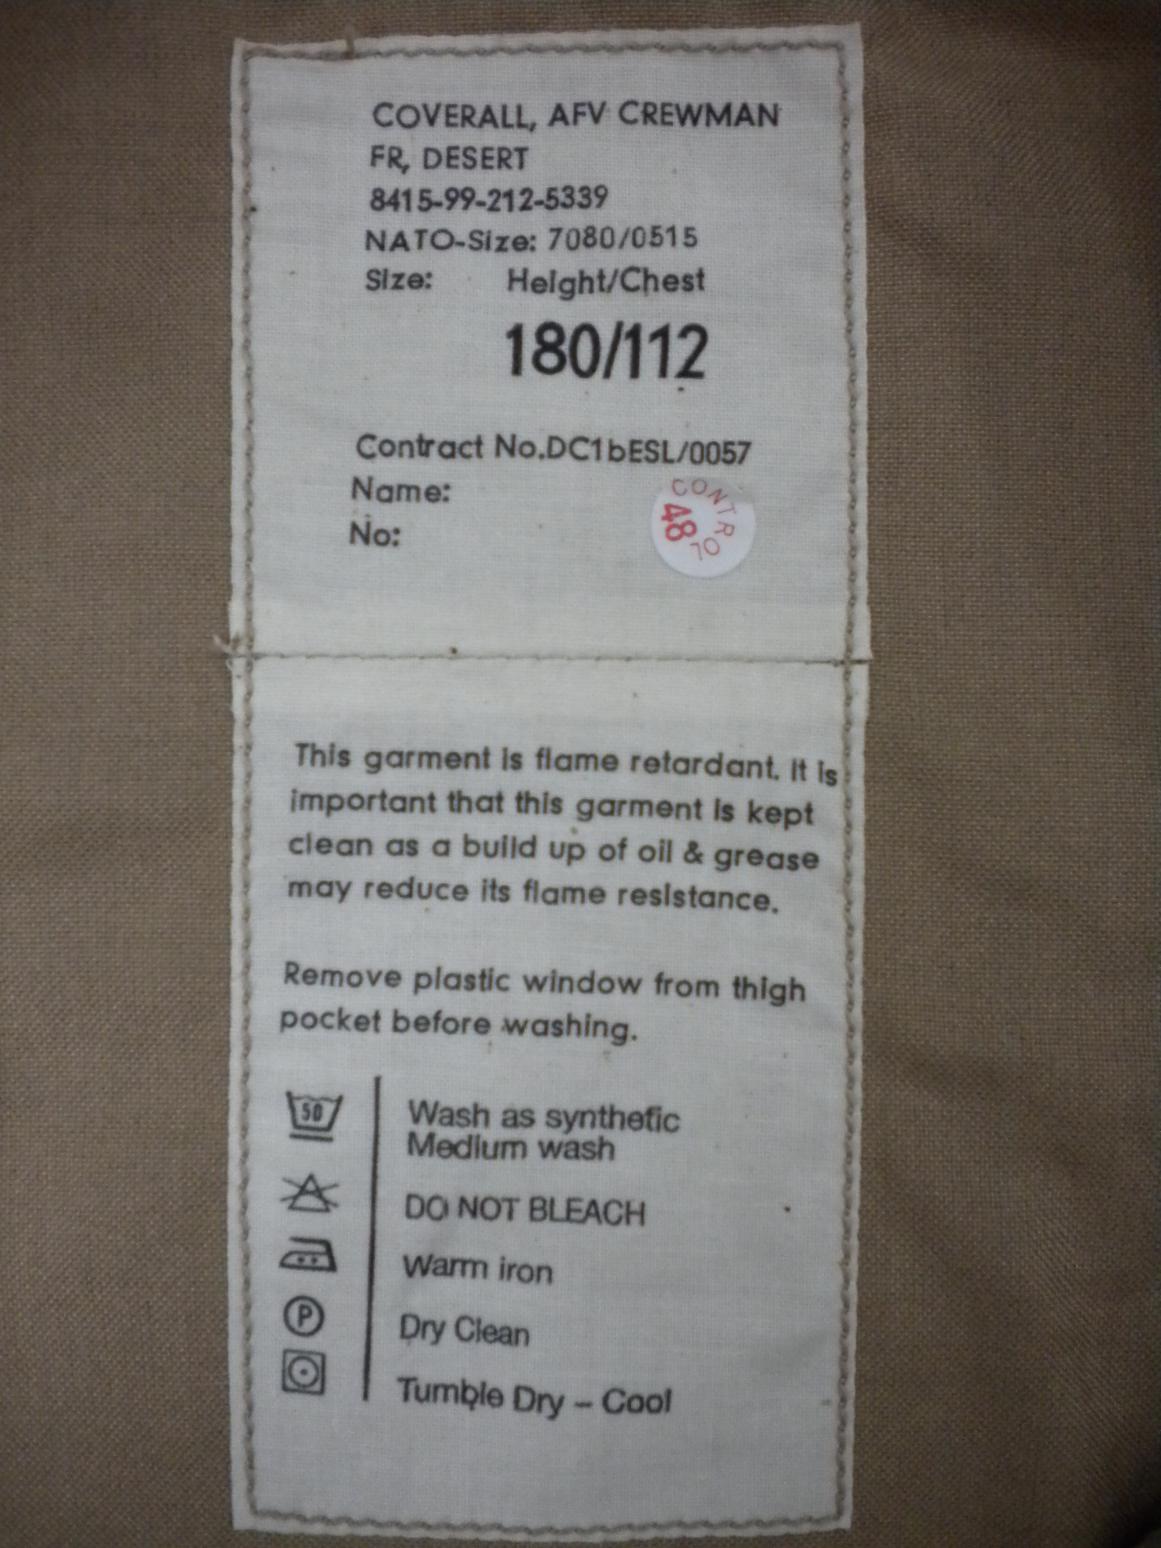 COVERALL, AFV CREWMAN
FR, DESERT
8415-99-212-5339
NATO-Size: 7080/0515
Size: Height/Chest
180/112
Contract No.DC1bESL/0057
Name:
No:
CONTROL
48
This garment is flame retardant. It is
important that this garment is kept
clean as a build up of oil & grease
may reduce its flame resistance.
Remove plastic window from thigh
pocket before washing.
50
Wash as synthetic
Medium wash
DO NOT BLEACH
Warm iron
P
Dry Clean
Tumble Dry – Cool